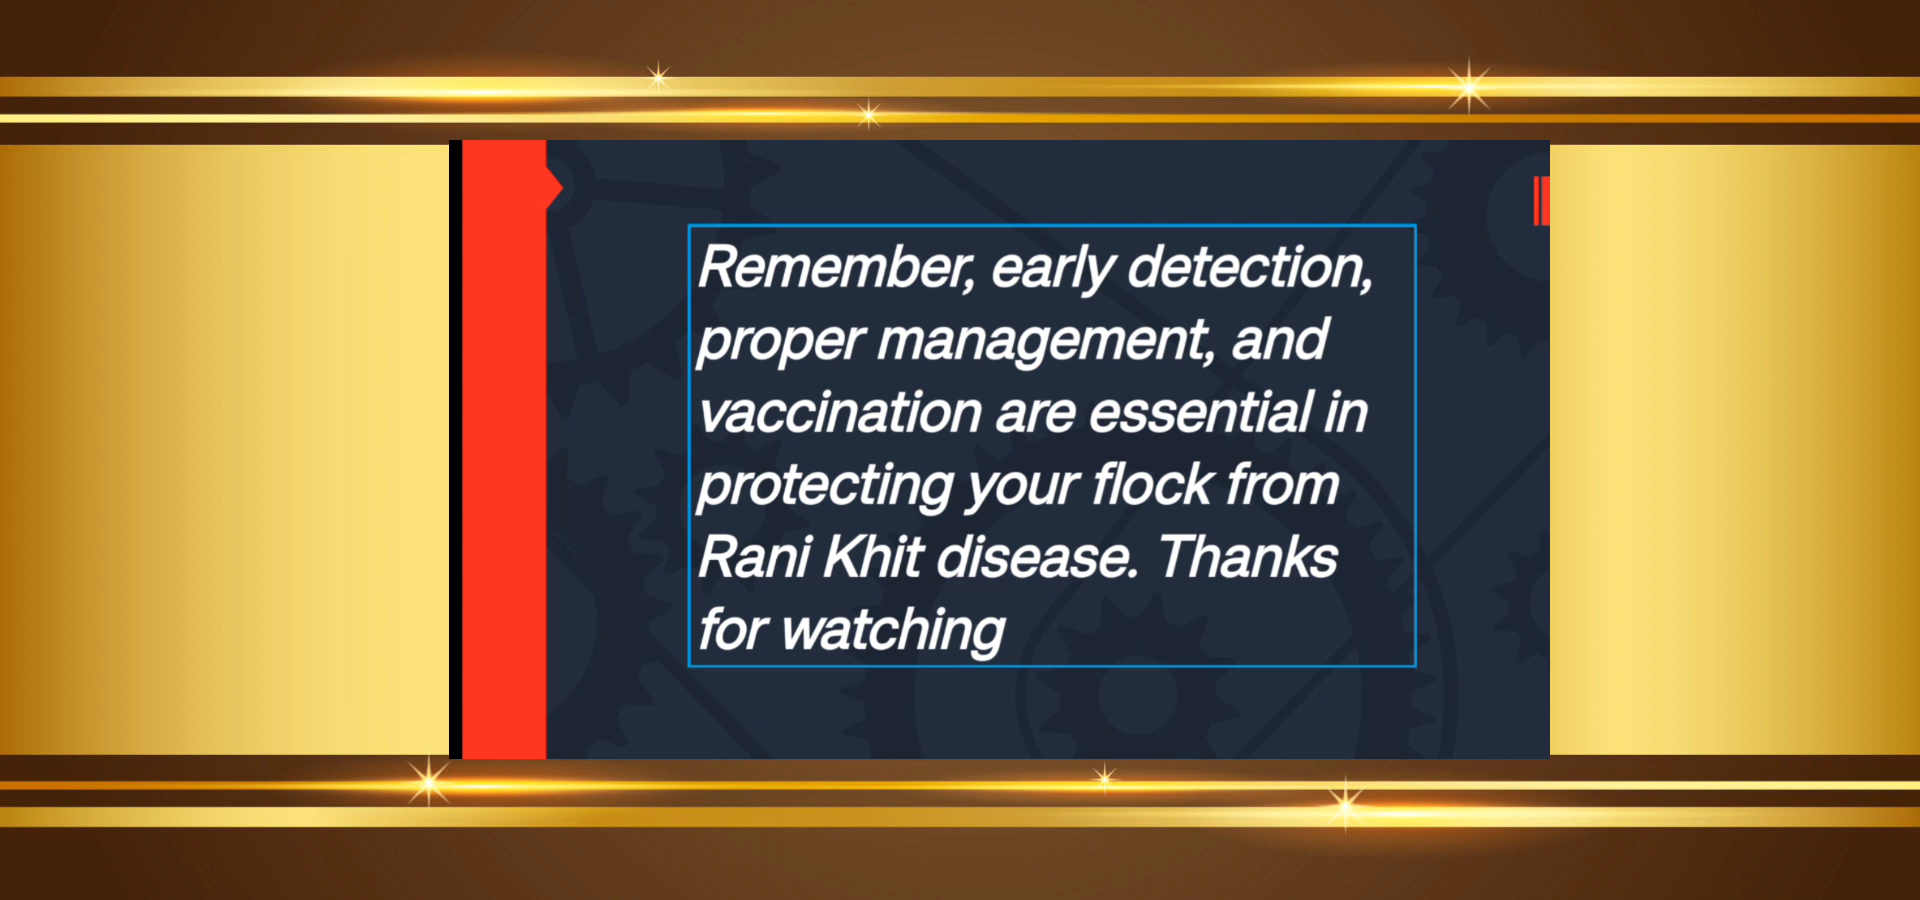 Remember, early detection,
proper management, and
vaccination are essential in
protecting your flock from
Rani Khit disease. Thanks
for watching